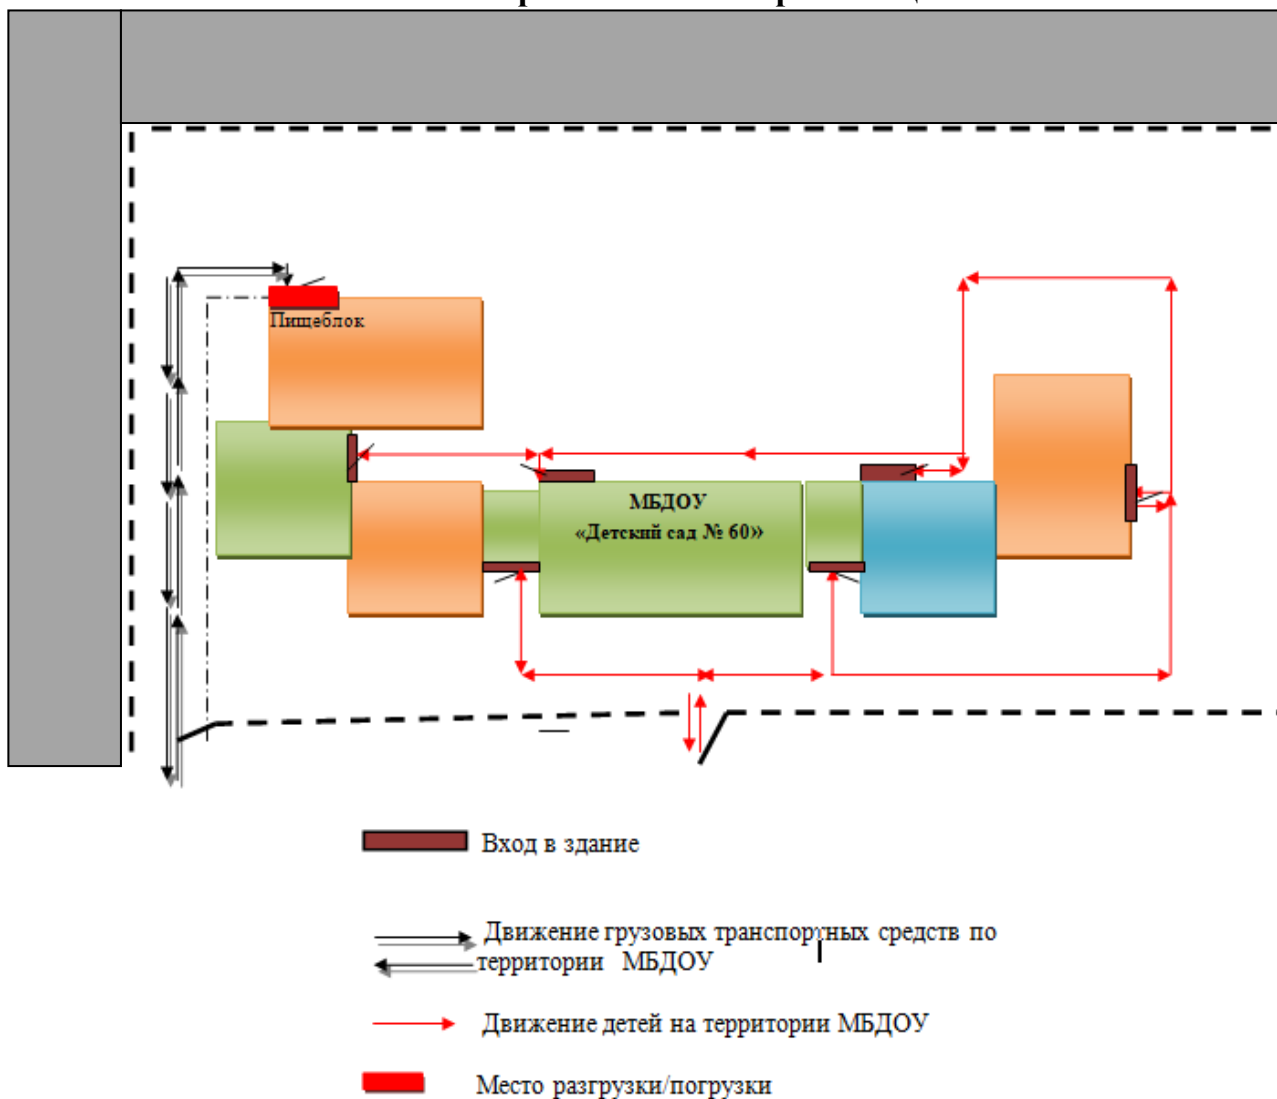 Пищеблок
МБДОУ
«Детский сад № 60»
Вход в здание
Движение грузовых транспортных средств по
территории МБДОУ
Движение детей на территории МБДОУ
Место разгрузки/погрузки